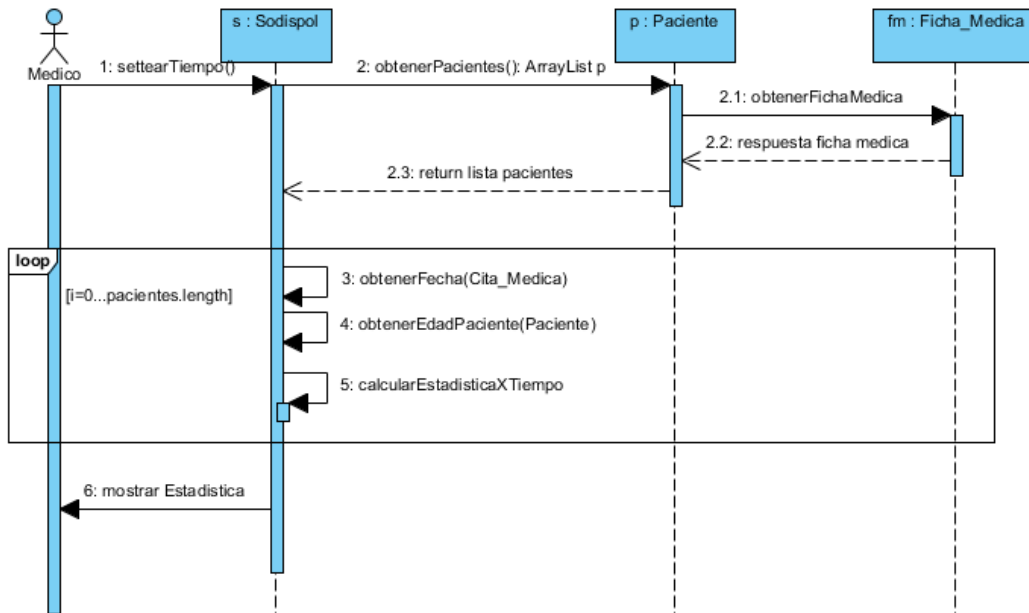 s : Sodispol
p : Paciente
fm : Ficha_Medica
Medico
1: settearTiempo()
2: obtenerPacientes(): ArrayList p
2.1: obtenerFichaMedica
2.2: respuesta ficha medica
2.3: return lista pacientes
loop
[i=0...pacientes.length]
3: obtenerFecha(Cita_Medica)
4: obtenerEdadPaciente(Paciente)
5: calcularEstadisticaXTiempo
6: mostrar Estadistica